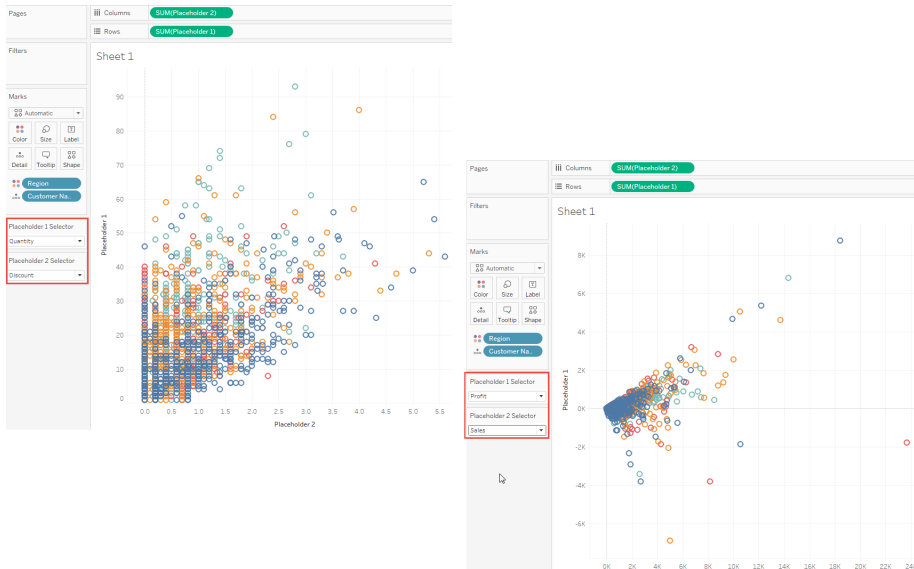 Pages
Columns
SUM(Placeholder 2)
Rows
SUM(Placeholder 1)
Filters
Sheet 1
Marks
Automatic
Color Size Label
Detail Tooltip Shape
Region
Customer Na..
Placeholder 1 Selector
Quantity
Placeholder 2 Selector
Discount
Placeholder 1
90
80
70
60
50
40
30
20
10
0
0.0 0.5 1.0 1.5 2.0 2.5 3.0 3.5 4.0 4.5 5.0 5.5
Placeholder 2
Pages
Columns
SUM(Placeholder 2)
Rows
SUM(Placeholder 1)
Filters
Sheet 1
Marks
Automatic
Color Size Label
Detail Tooltip Shape
Region
Customer Na..
Placeholder 1 Selector
Profit
Placeholder 2 Selector
Sales
Placeholder 1
8K
6K
4K
2K
0K
-2K
-4K
-6K
0K 2K 4K 6K 8K 10K 12K 14K 16K 18K 20K 22K